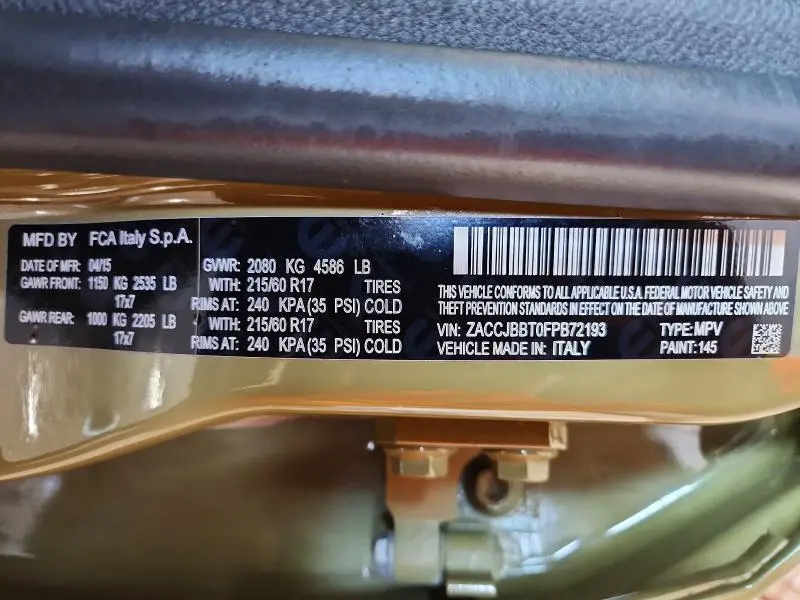 MFD BY FCA Italy S.p.A.
DATE OF MFR: 04/15 GVWR: 2080 KG 4586 LB
GAWR FRONT: 1150 KG 2535 LB WITH: 215/60 R17 TIRES
17x7 RIMS AT: 240 KPA (35 PSI) COLD
GAWR REAR: 1000 KG 2205 LB WITH: 215/60 R17 TIRES
17x7 RIMS AT: 240 KPA (35 PSI) COLD
THIS VEHICLE CONFORMS TO ALL APPLICABLE U.S.A. FEDERAL MOTOR VEHICLE SAFETY AND
THEFT PREVENTION STANDARDS IN EFFECT ON THE DATE OF MANUFACTURE SHOWN ABOVE
VIN: ZACCJBBT0FPB72193 TYPE: MPV
VEHICLE MADE IN: ITALY PAINT: 145